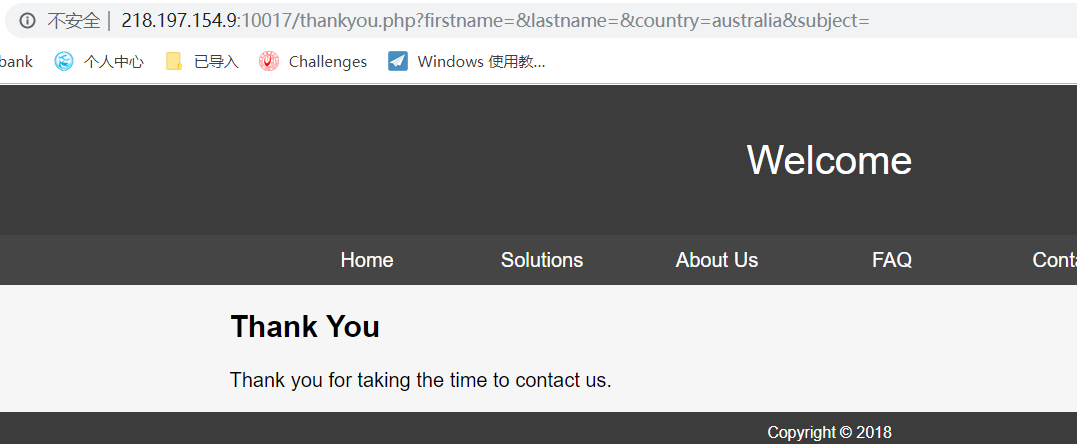 不安全 | 218.197.154.9:10017/thankyou.php?firstname=&lastname=&country=australia&subject=
bank 个人中心 已导入 Challenges Windows 使用教...
Welcome
Home Solutions About Us FAQ Conta
Thank You
Thank you for taking the time to contact us.
Copyright © 2018